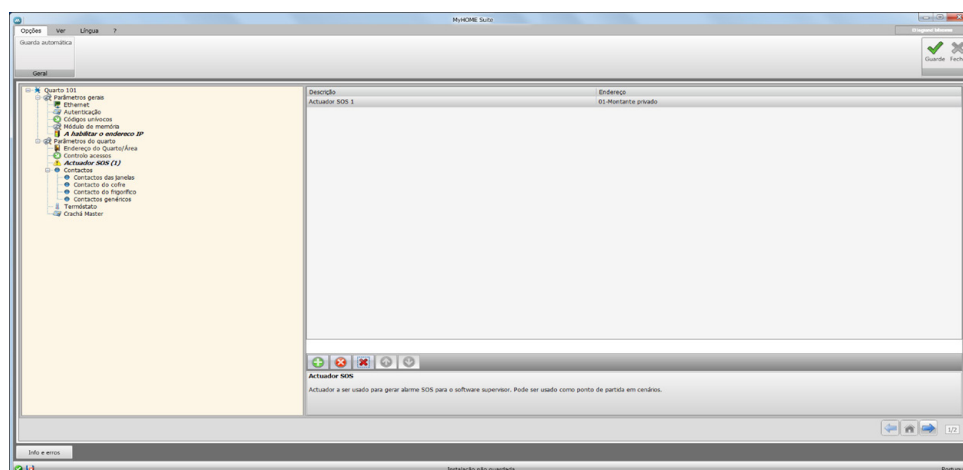 MyHOME Suite
Opções Ver Língua ?
Guarda automática
Geral
Guarde Fech
Quarto 101
Parâmetros gerais
Ethernet
Autenticação
Códigos unívocos
Módulo de memória
A habilitar o endereco IP
Parâmetros do quarto
Endereço do Quarto/Área
Controlo acessos
Actuador SOS (1)
Contactos
Contactos das janelas
Contacto do cofre
Contacto do frigorífico
Contactos genéricos
Termóstato
Crachá Master
Descrição Endereço
Actuador SOS 1 01-Montante privado
Actuador SOS
Actuador a ser usado para gerar alarme SOS para o software supervisor. Pode ser usado como ponto de partida em cenários.
1/2
Info e erros
Instalação não guardada